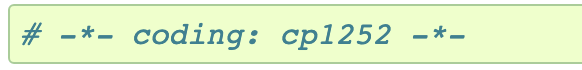 # -*- coding: cp1252 -*-